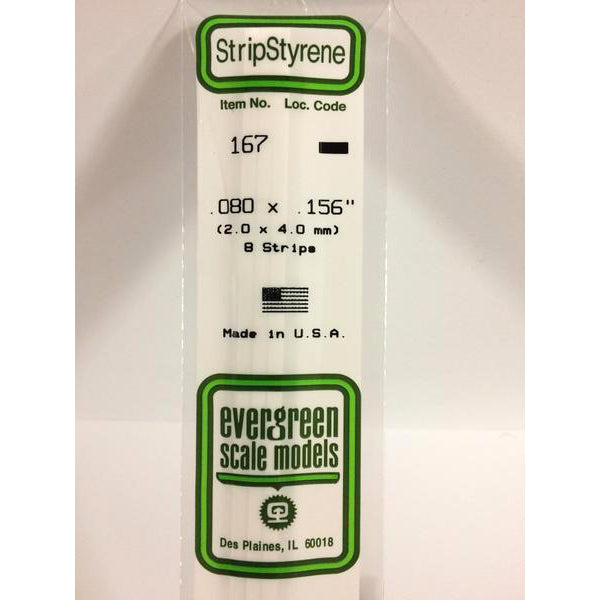 StripStyrene
Item No. Loc. Code
167
.080 x .156"
(2.0 x 4.0 mm)
8 Strips
Made in U.S.A.
evergreen
scale models
Des Plaines, IL 60018